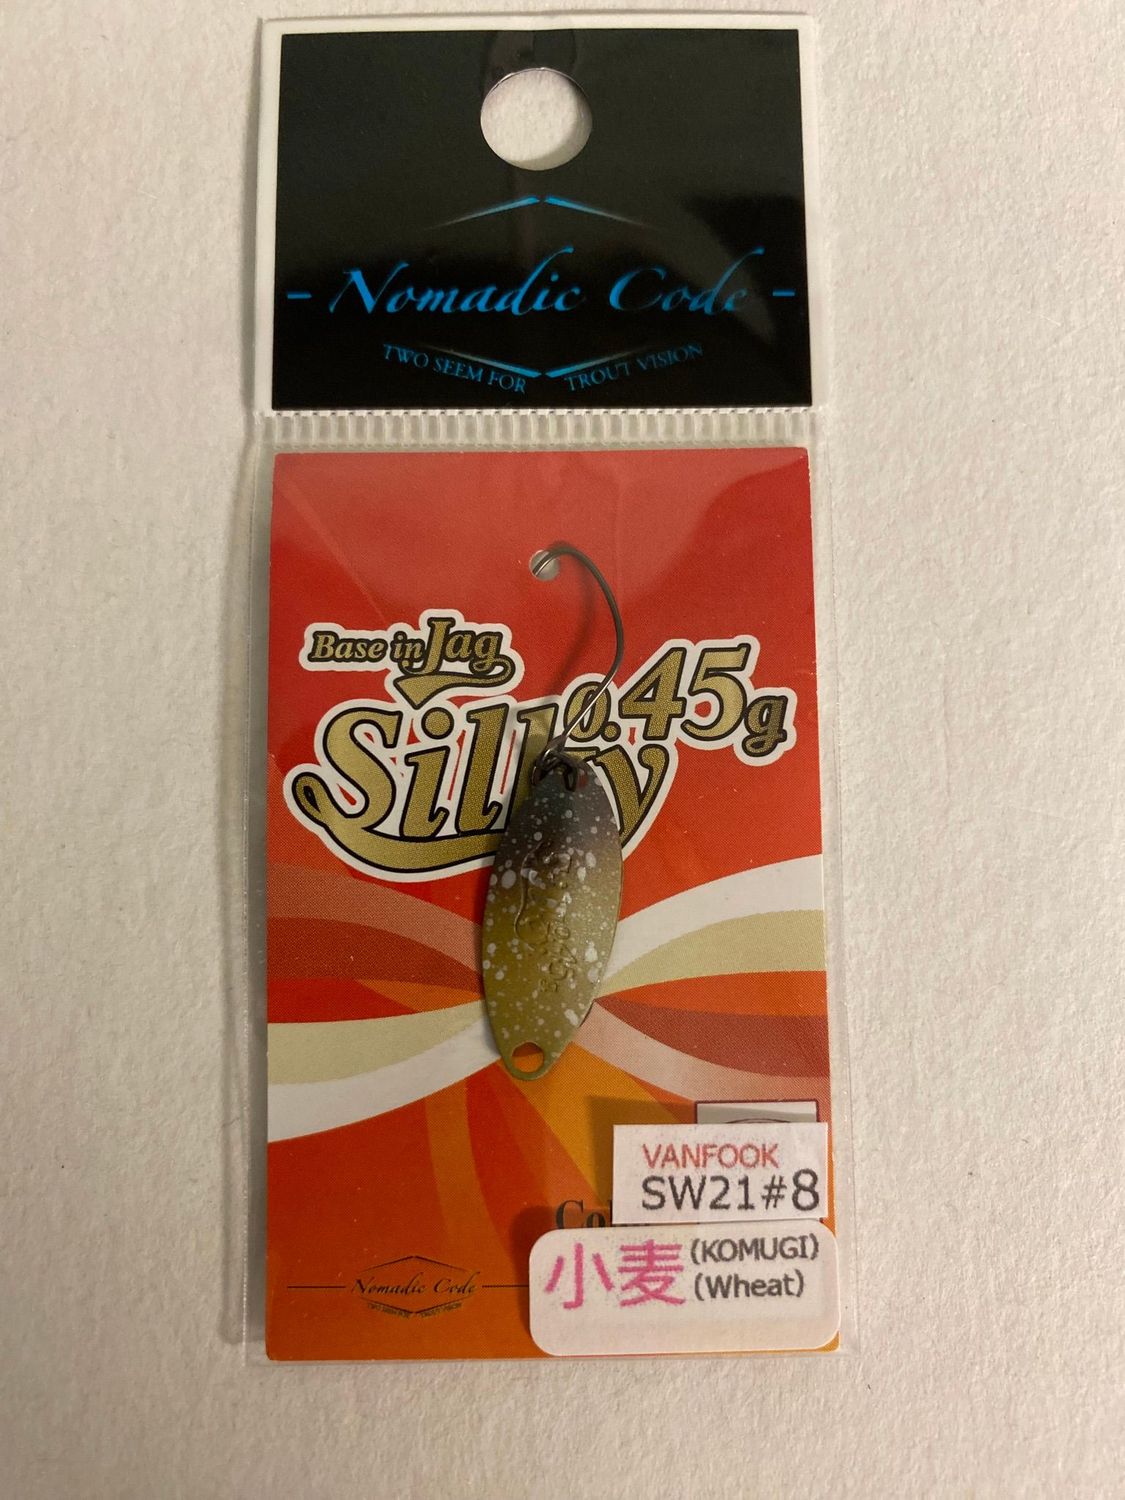 - Nomadic Code -
TWO SEEM FOR TROUT VISION
Base in Jag
Silky 0.45g
VANFOOK
SW21#8
小麦 (KOMUGI)
(Wheat)
Nomadic Code